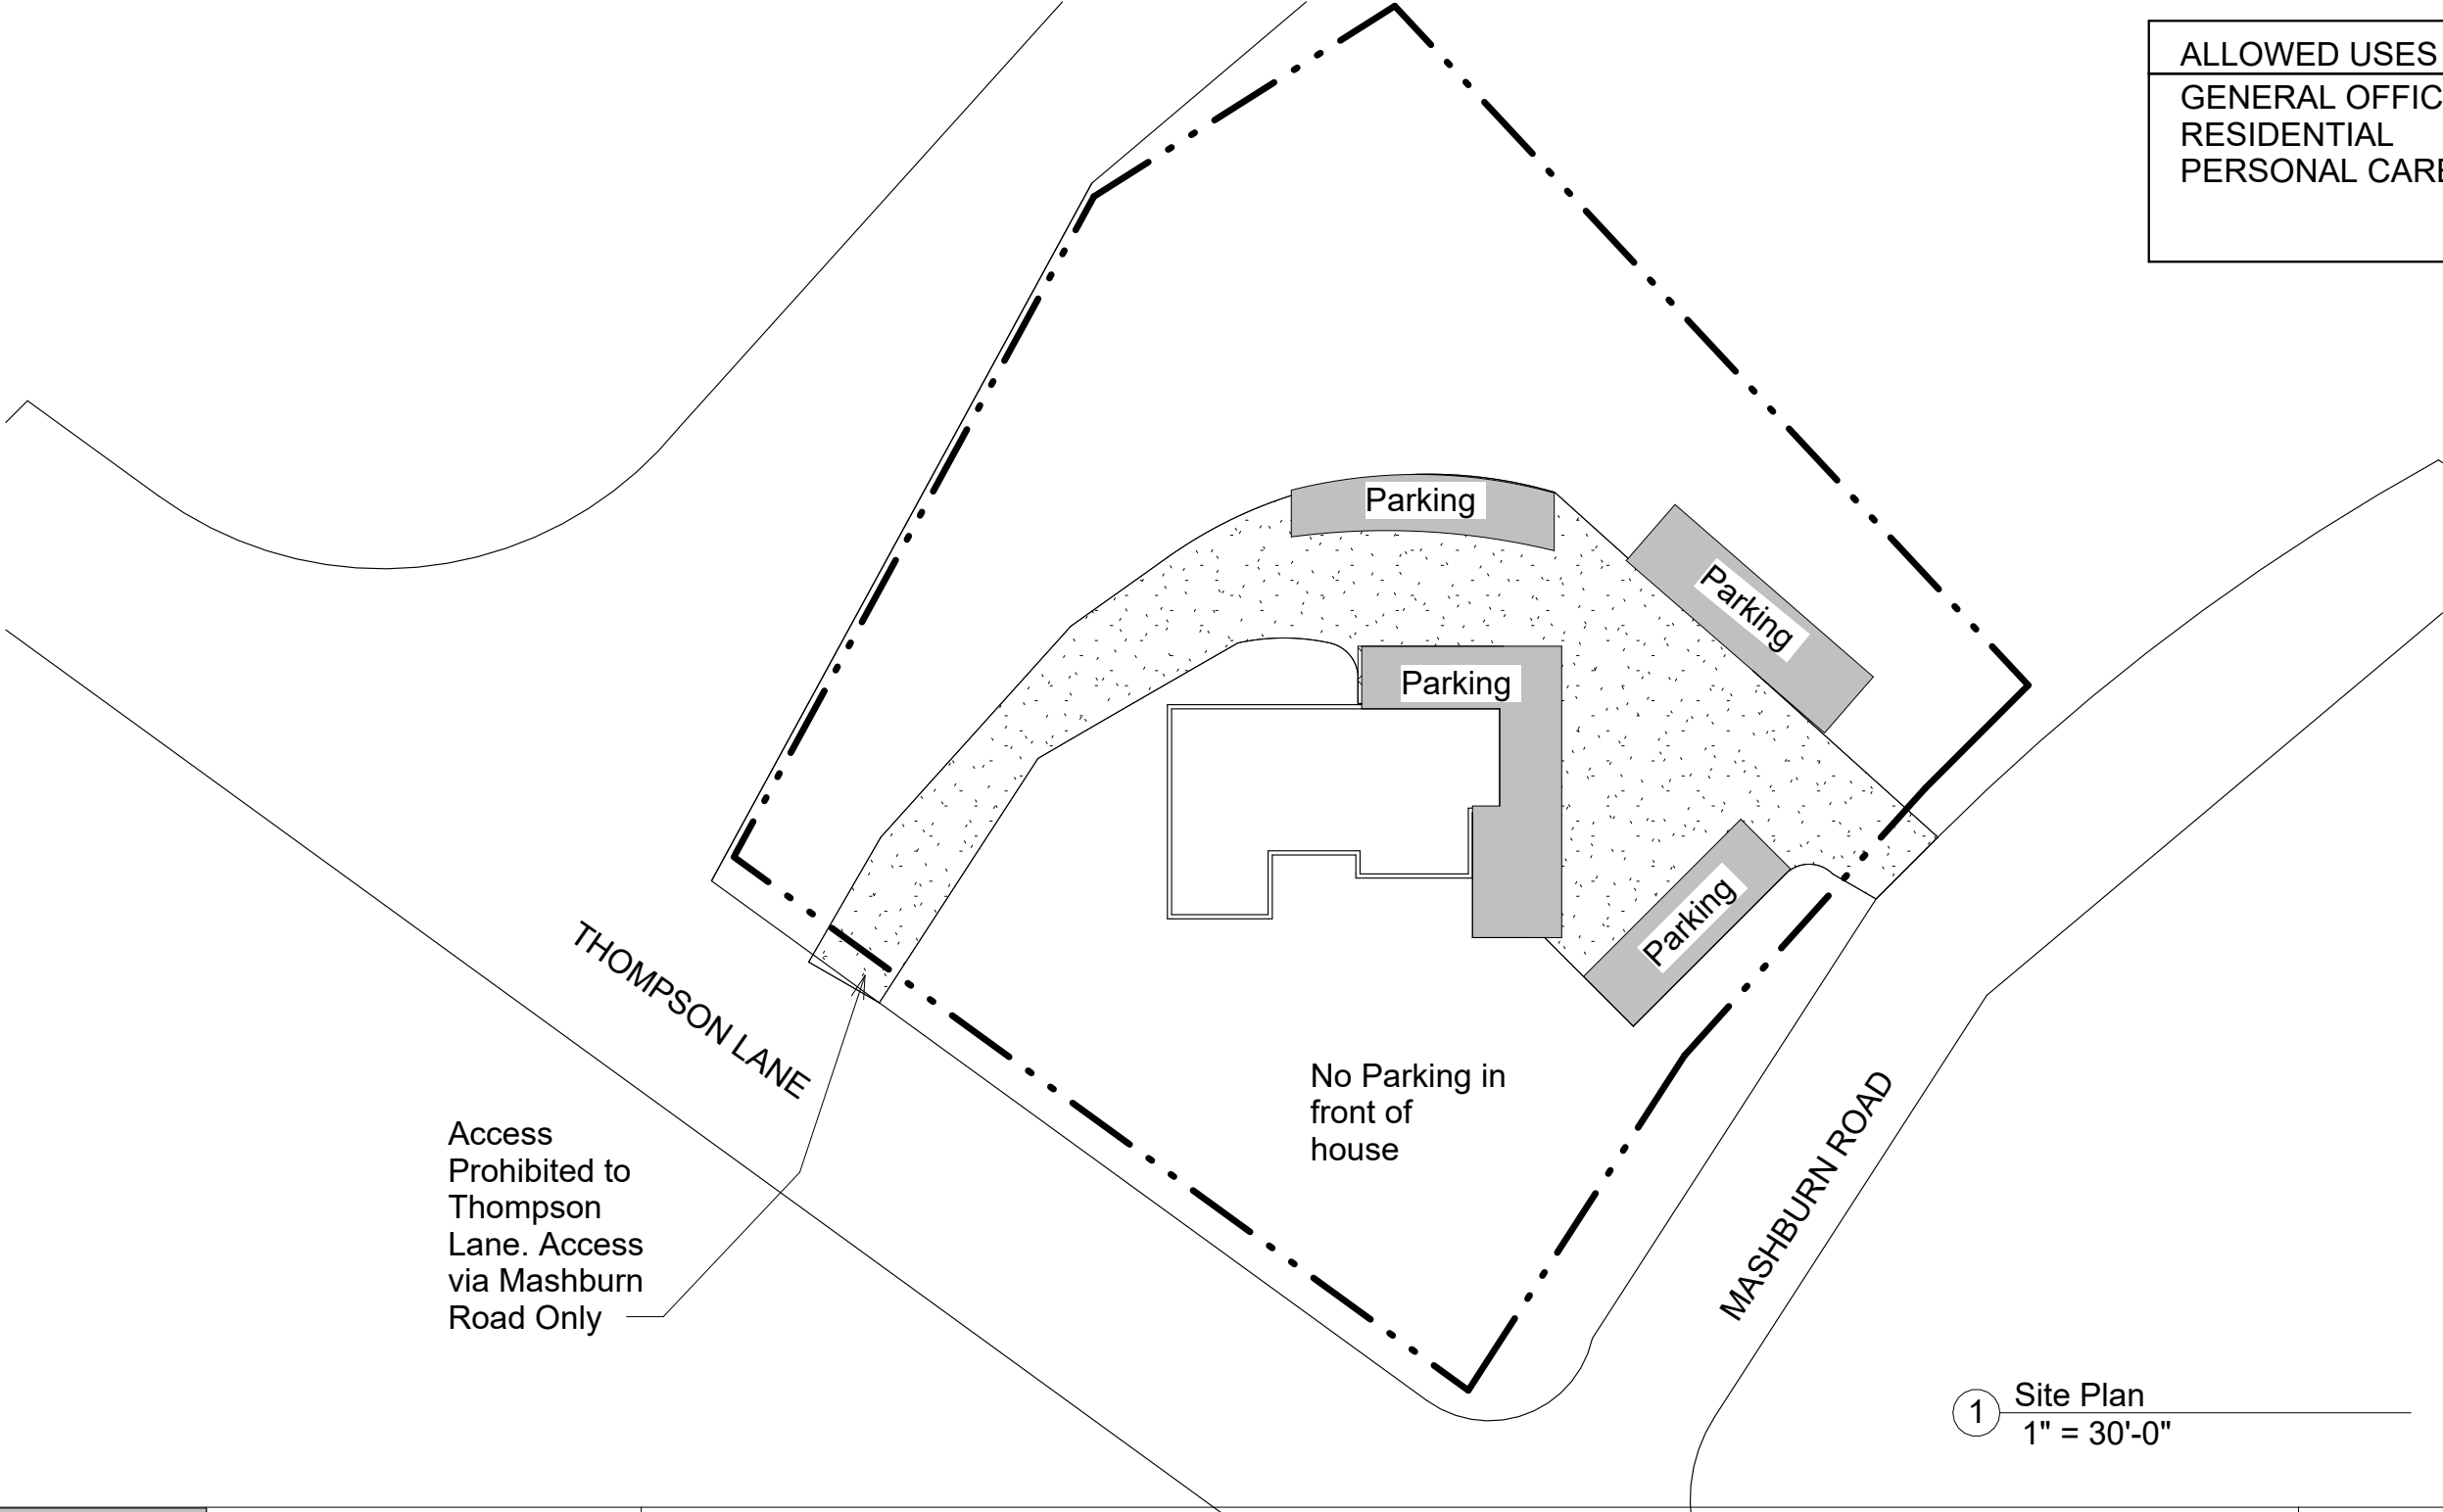 ALLOWED USES
GENERAL OFFIC
RESIDENTIAL
PERSONAL CARE
Parking
Parking
Parking
Parking
THOMPSON LANE
No Parking in
front of
house
MASHBURN ROAD
Access
Prohibited to
Thompson
Lane. Access
via Mashburn
Road Only
1
Site Plan
1" = 30'-0"